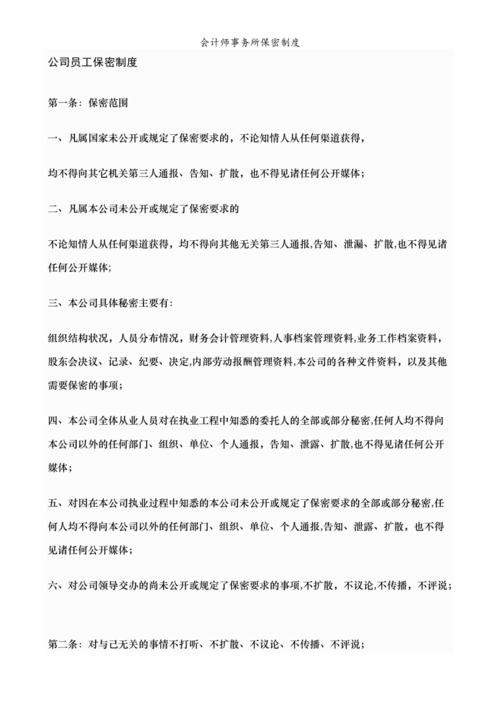 会计师事务所保密制度
公司员工保密制度
第一条：保密范围
一、凡属国家未公开或规定了保密要求的，不论知情人从任何渠道获得，
均不得向其它机关第三人通报、告知、扩散，也不得见诸任何公开媒体；
二、凡属本公司未公开或规定了保密要求的
不论知情人从任何渠道获得，均不得向其他无关第三人通报,告知、泄漏、扩散,也不得见诸
任何公开媒体;
三、本公司具体秘密主要有：
组织结构状况，人员分布情况，财务会计管理资料,人事档案管理资料,业务工作档案资料，
股东会决议、记录、纪要、决定,内部劳动报酬管理资料,本公司的各种文件资料，以及其他
需要保密的事项；
四、本公司全体从业人员对在执业工程中知悉的委托人的全部或部分秘密,任何人均不得向
本公司以外的任何部门、组织、单位、个人通报，告知、泄露、扩散,也不得见诸任何公开
媒体；
五、对因在本公司执业过程中知悉的本公司未公开或规定了保密要求的全部或部分秘密,任
何人均不得向本公司以外的任何部门、组织、单位、个人通报,告知、泄露、扩散，也不得
见诸任何公开媒体；
六、对公司领导交办的尚未公开或规定了保密要求的事项,不扩散，不议论,不传播，不评说；
第二条：对与己无关的事情不打听、不扩散、不议论、不传播、不评说；